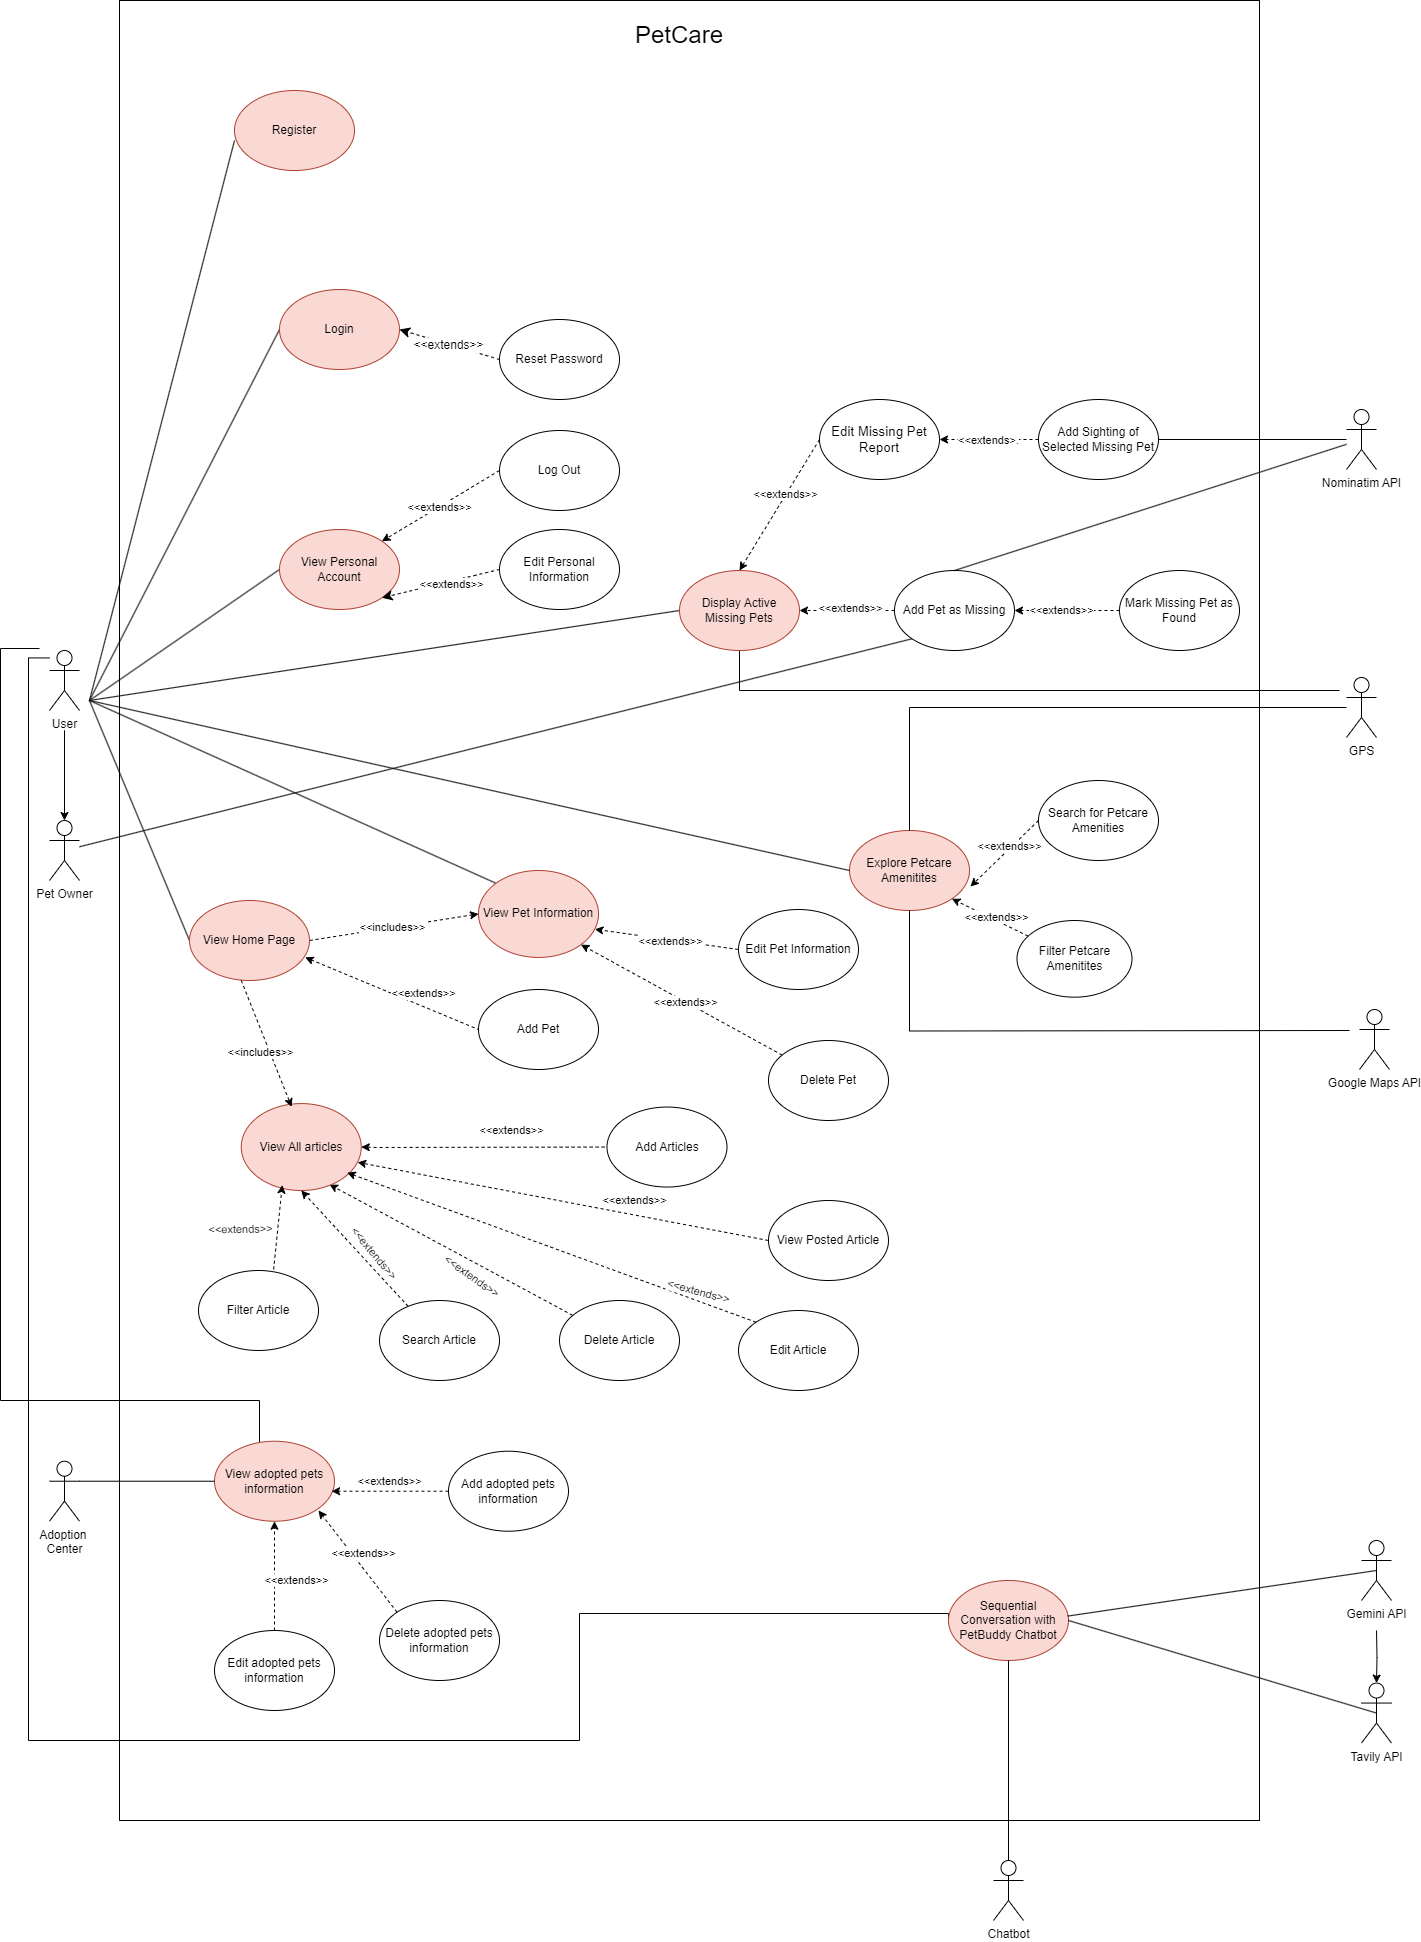 PetCare
Register
Login
<<extends>>
Reset Password
Log Out
<<extends>>
View Personal
Account
Edit Personal
Information
<<extends>>
Edit Missing Pet
Report
<<extends>.
Add Sighting of
Selected Missing Pet
Nominatim API
<<extends>>
Display Active
Missing Pets
<<extends>>
Add Pet as Missing
<<extends>>
Mark Missing Pet as
Found
User
GPS
Pet Owner
Search for Petcare
Amenities
<<extends>>
Explore Petcare
Amenitites
<<extends>>
Filter Petcare
Amenitites
View Home Page
<<includes>>
View Pet Information
<<extends>>
Edit Pet Information
<<extends>>
Add Pet
<<extends>>
Delete Pet
Google Maps API
<<includes>>
View All articles
<<extends>>
Add Articles
<<extends>>
View Posted Article
<<extends>>
<<extends>>
<<extends>>
<<extends>>
Filter Article
Search Article
Delete Article
Edit Article
View adopted pets
information
<<extends>>
Add adopted pets
information
Adoption
Center
<<extends>>
<<extends>>
Delete adopted pets
information
Edit adopted pets
information
Sequential
Conversation with
PetBuddy Chatbot
Gemini API
Tavily API
Chatbot